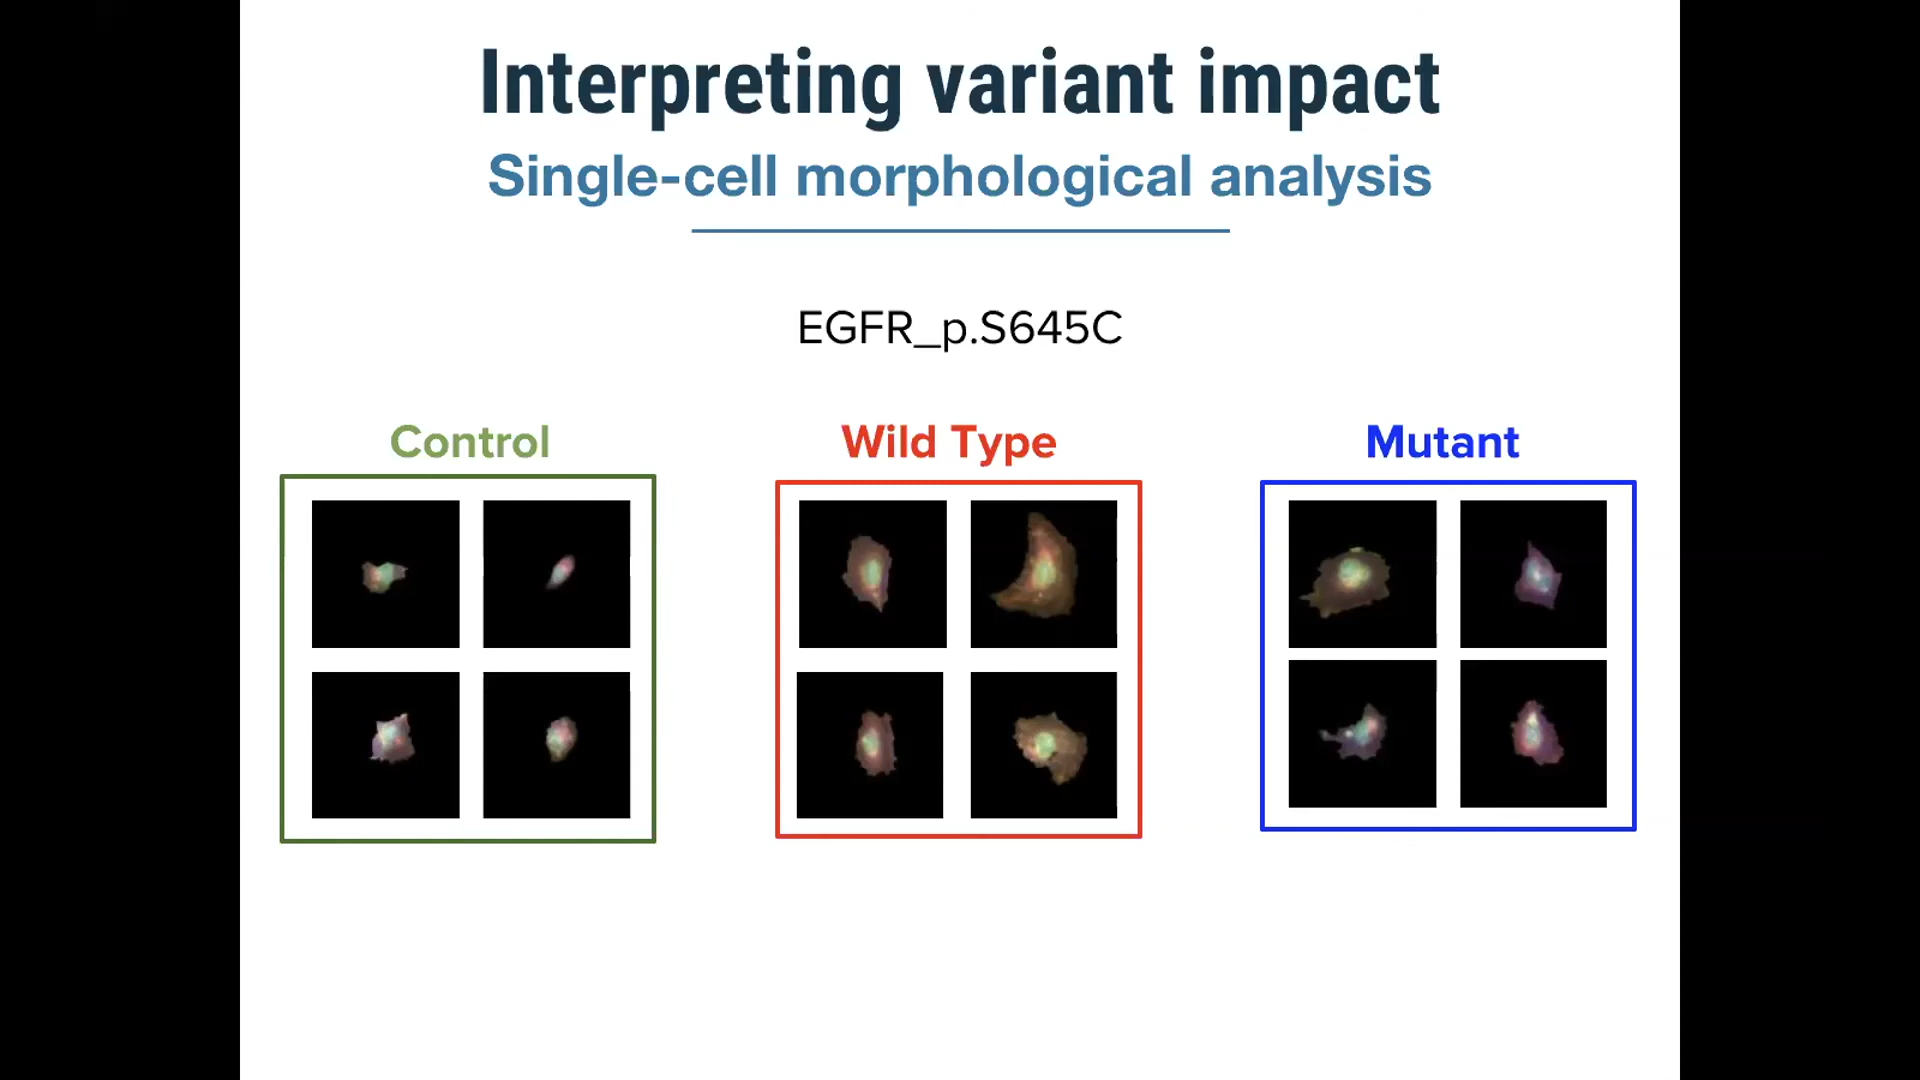 Interpreting variant impact
Single-cell morphological analysis
EGFR_p.S645C
Control
Wild Type
Mutant